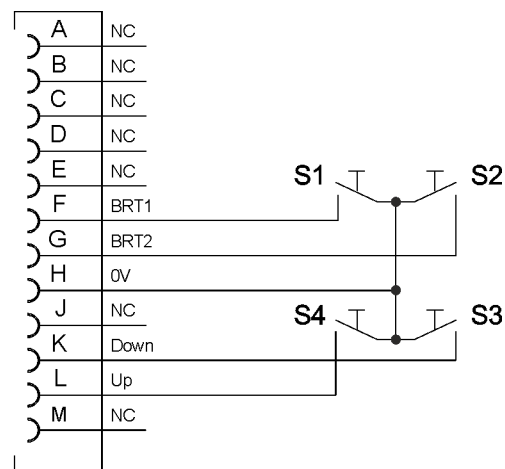 A NC
B NC
C NC
D NC
E NC
S1 S2
F BRT1
G BRT2
H 0V
J NC
S4 S3
K Down
L Up
M NC